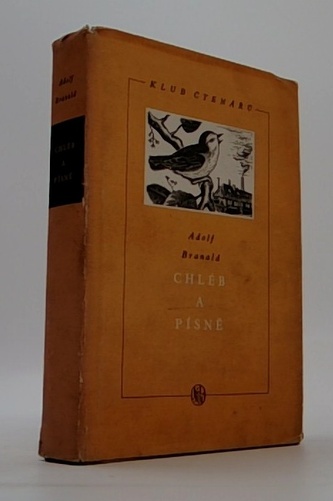 Adolf
Branald
CHLÉB
A
PÍSNĚ
KLUB ČTENÁŘŮ
Adolf
Branald
CHLÉB
A
PÍSNĚ